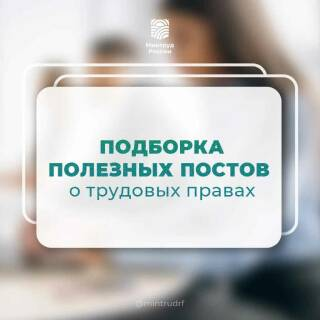 Минтруд
России
ПОДБОРКА
ПОЛЕЗНЫХ ПОСТОВ
о трудовых правах
@mintrudrf